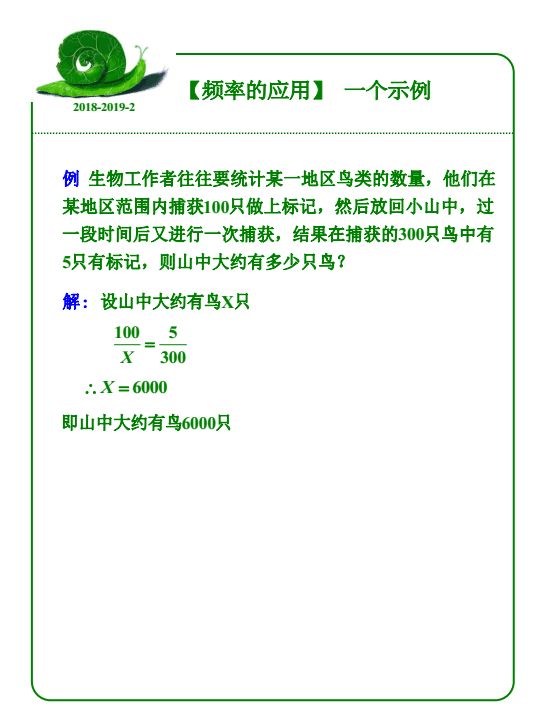 【频率的应用】 一个示例
2018-2019-2
例 生物工作者往往要统计某一地区鸟类的数量，他们在
某地区范围内捕获100只做上标记，然后放回小山中，过
一段时间后又进行一次捕获，结果在捕获的300只鸟中有
5只有标记，则山中大约有多少只鸟？
解：设山中大约有鸟X只
100/X = 5/300
∴X = 6000
即山中大约有鸟6000只